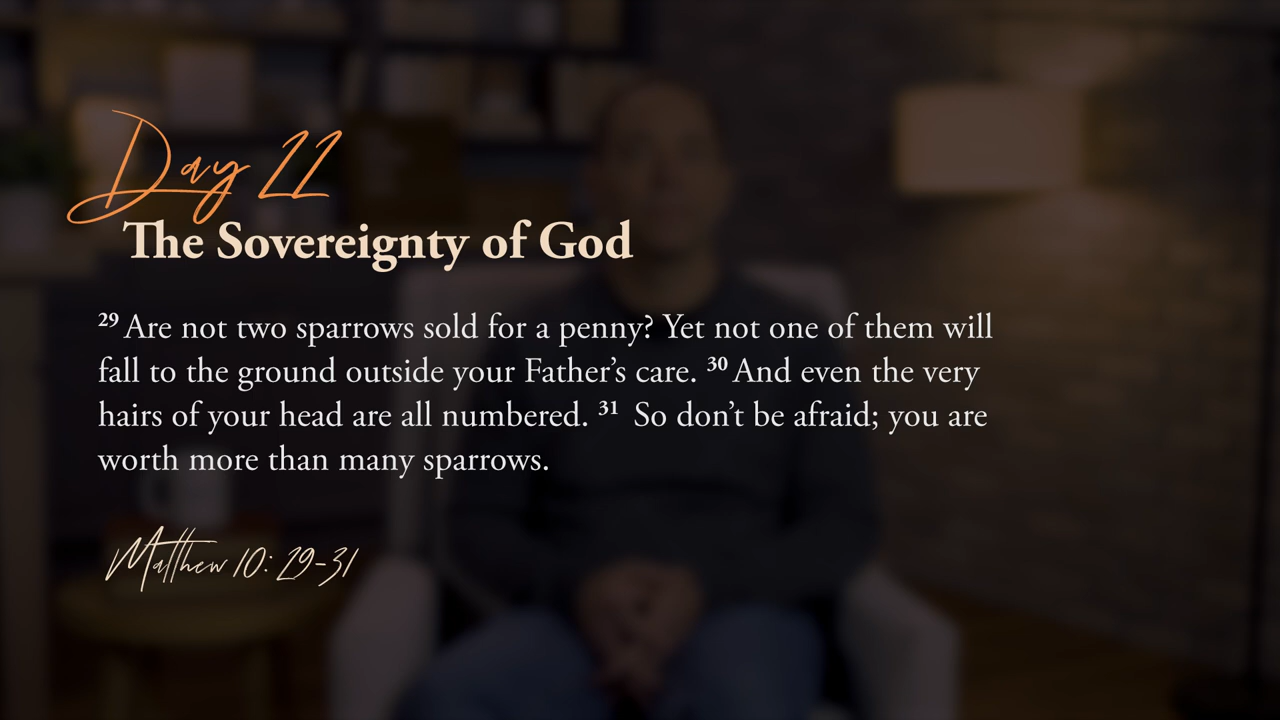 Day 22
The Sovereignty of God
29 Are not two sparrows sold for a penny? Yet not one of them will
fall to the ground outside your Father’s care. 30 And even the very
hairs of your head are all numbered. 31 So don’t be afraid; you are
worth more than many sparrows.
Matthew 10: 29-31